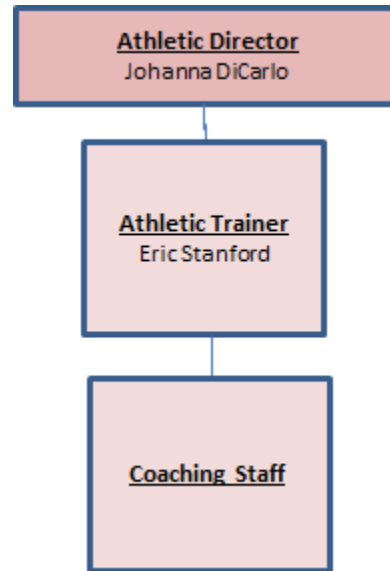 Athletic Director
Johanna DiCarlo
Athletic Trainer
Eric Stanford
Coaching Staff